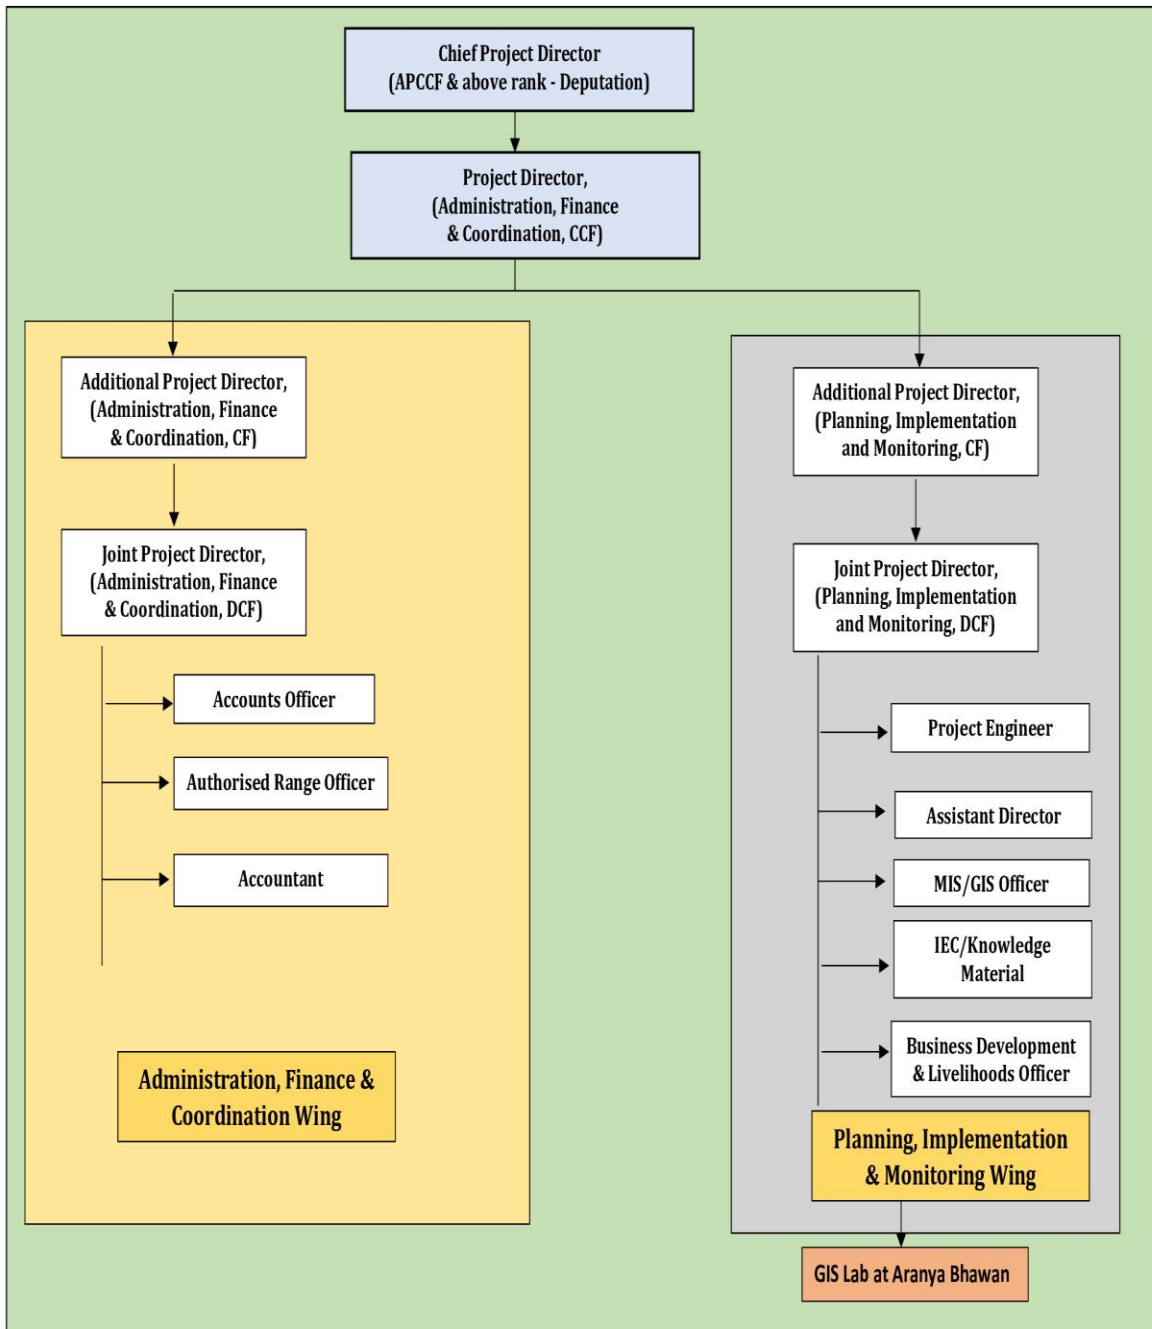 Chief Project Director
(APCCF & above rank - Deputation)
Project Director,
(Administration, Finance
& Coordination, CCF)
Additional Project Director,
(Administration, Finance
& Coordination, CF)
Joint Project Director,
(Administration, Finance
& Coordination, DCF)
Accounts Officer
Authorised Range Officer
Accountant
Administration, Finance &
Coordination Wing
Additional Project Director,
(Planning, Implementation
and Monitoring, CF)
Joint Project Director,
(Planning, Implementation
and Monitoring, DCF)
Project Engineer
Assistant Director
MIS/GIS Officer
IEC/Knowledge
Material
Business Development
& Livelihoods Officer
Planning, Implementation
& Monitoring Wing
GIS Lab at Aranya Bhawan